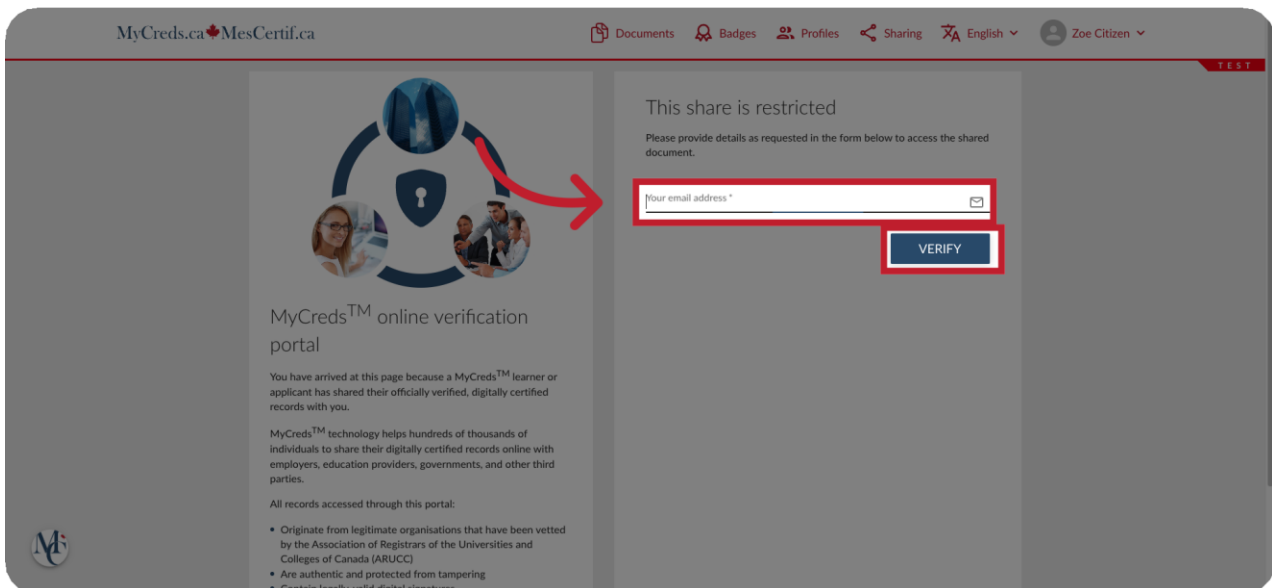 MyCreds.ca MesCertif.ca
Documents Badges Profiles Sharing English Zoe Citizen
TEST
MyCreds™ online verification
portal
You have arrived at this page because a MyCreds™ learner or
applicant has shared their officially verified, digitally certified
records with you.
MyCreds™ technology helps hundreds of thousands of
individuals to share their digitally certified records online with
employers, education providers, governments, and other third
parties.
All records accessed through this portal:
• Originate from legitimate organisations that have been vetted
by the Association of Registrars of the Universities and
Colleges of Canada (ARUCC)
• Are authentic and protected from tampering
• Contain legally-valid digital signatures
This share is restricted
Please provide details as requested in the form below to access the shared
document.
Your email address *
VERIFY
MC